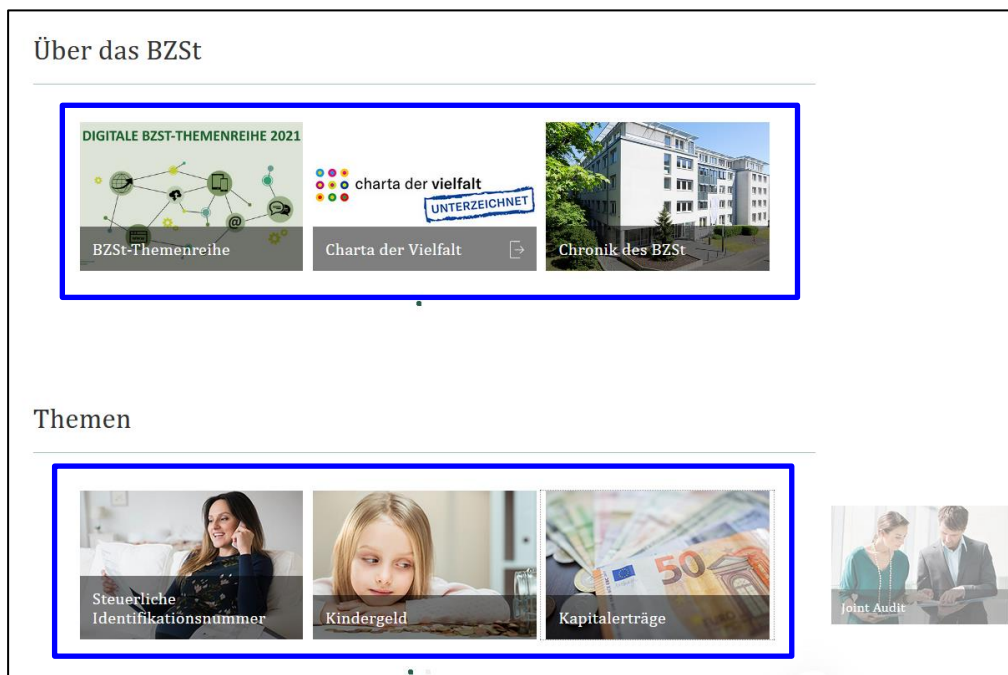 Über das BZSt
DIGITALE BZST-THEMENREIHE 2021
@
BZSt-Themenreihe
charta der vielfalt
UNTERZEICHNET
Charta der Vielfalt
Chronik des BZSt
Themen
Steuerliche
Identifikationsnummer
Kindergeld
50
Kapitalerträge
Joint Audit